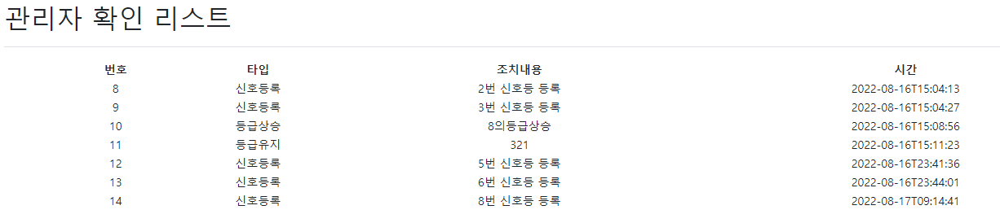 관리자 확인 리스트
번호 타입 조치내용 시간
8 신호등록 2번 신호등 등록 2022-08-16T15:04:13
9 신호등록 3번 신호등 등록 2022-08-16T15:04:27
10 등급상승 8의등급상승 2022-08-16T15:08:56
11 등급유지 321 2022-08-16T15:11:23
12 신호등록 5번 신호등 등록 2022-08-16T23:41:36
13 신호등록 6번 신호등 등록 2022-08-16T23:44:01
14 신호등록 8번 신호등 등록 2022-08-17T09:14:41